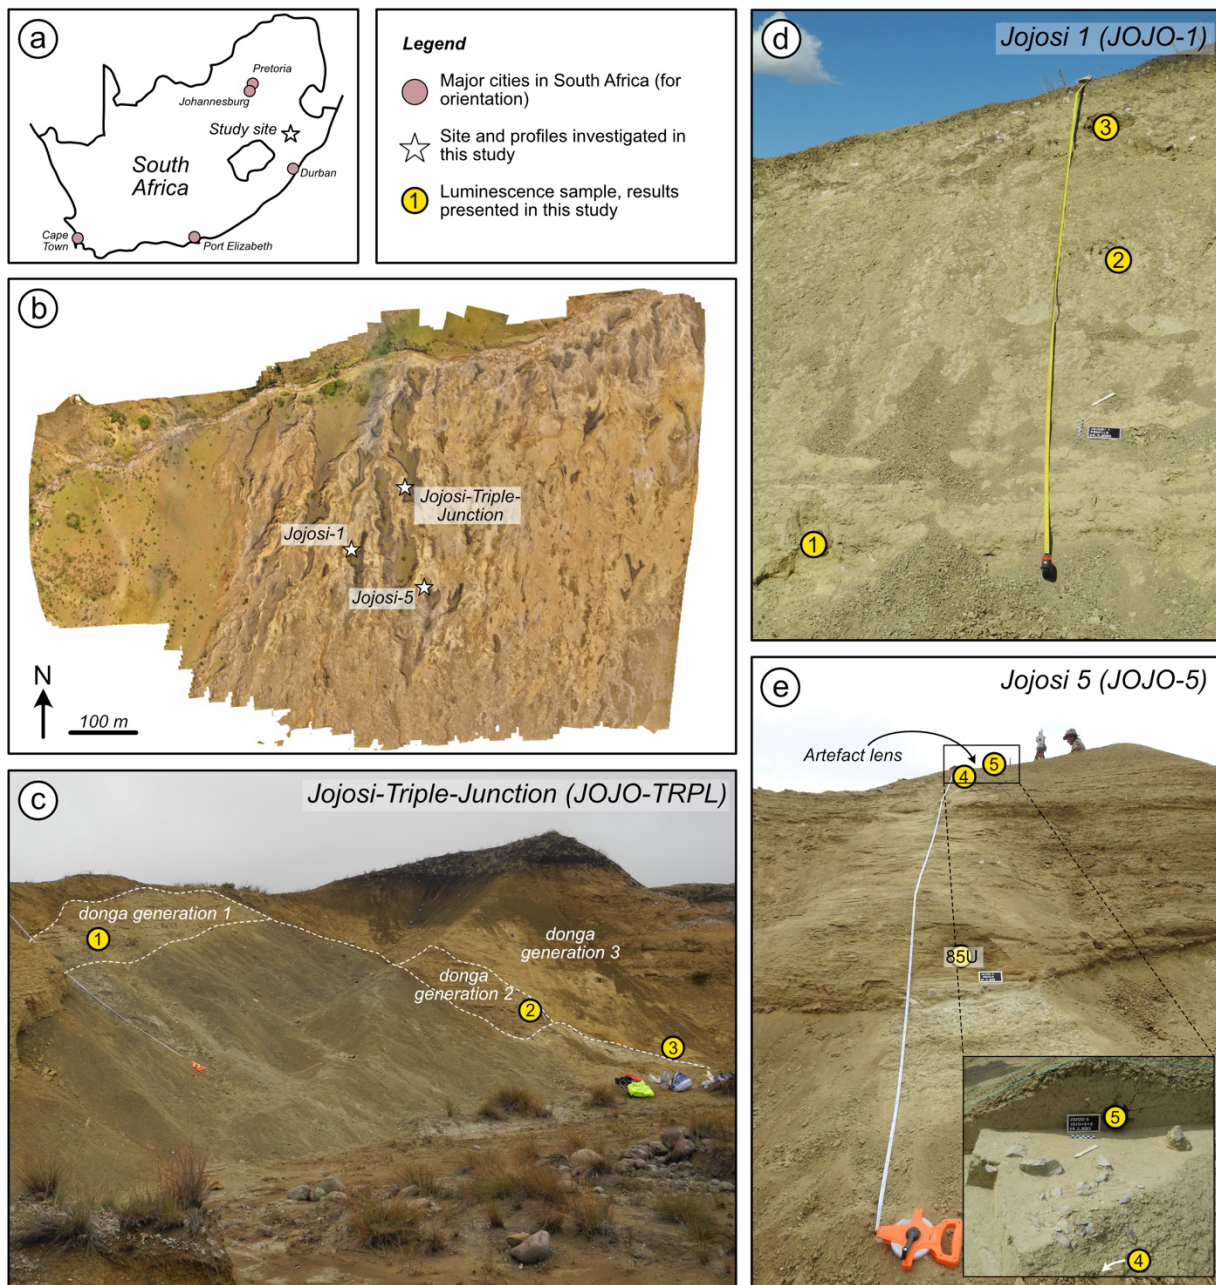 a
Pretoria
Johannesburg
Study site
South
Africa
Durban
Cape
Town
Port Elizabeth
Legend
Major cities in South Africa (for
orientation)
Site and profiles investigated in
this study
1
Luminescence sample, results
presented in this study
b
Jojosi-Triple-
Junction
Jojosi-1
Jojosi-5
N
100 m
c
Jojosi-Triple-Junction (JOJO-TRPL)
donga generation 1
1
donga
generation 3
donga
generation 2
2
3
d
Jojosi 1 (JOJO-1)
3
2
1
e
Jojosi 5 (JOJO-5)
Artefact lens
4
5
85U
5
JOJOSI 5
4